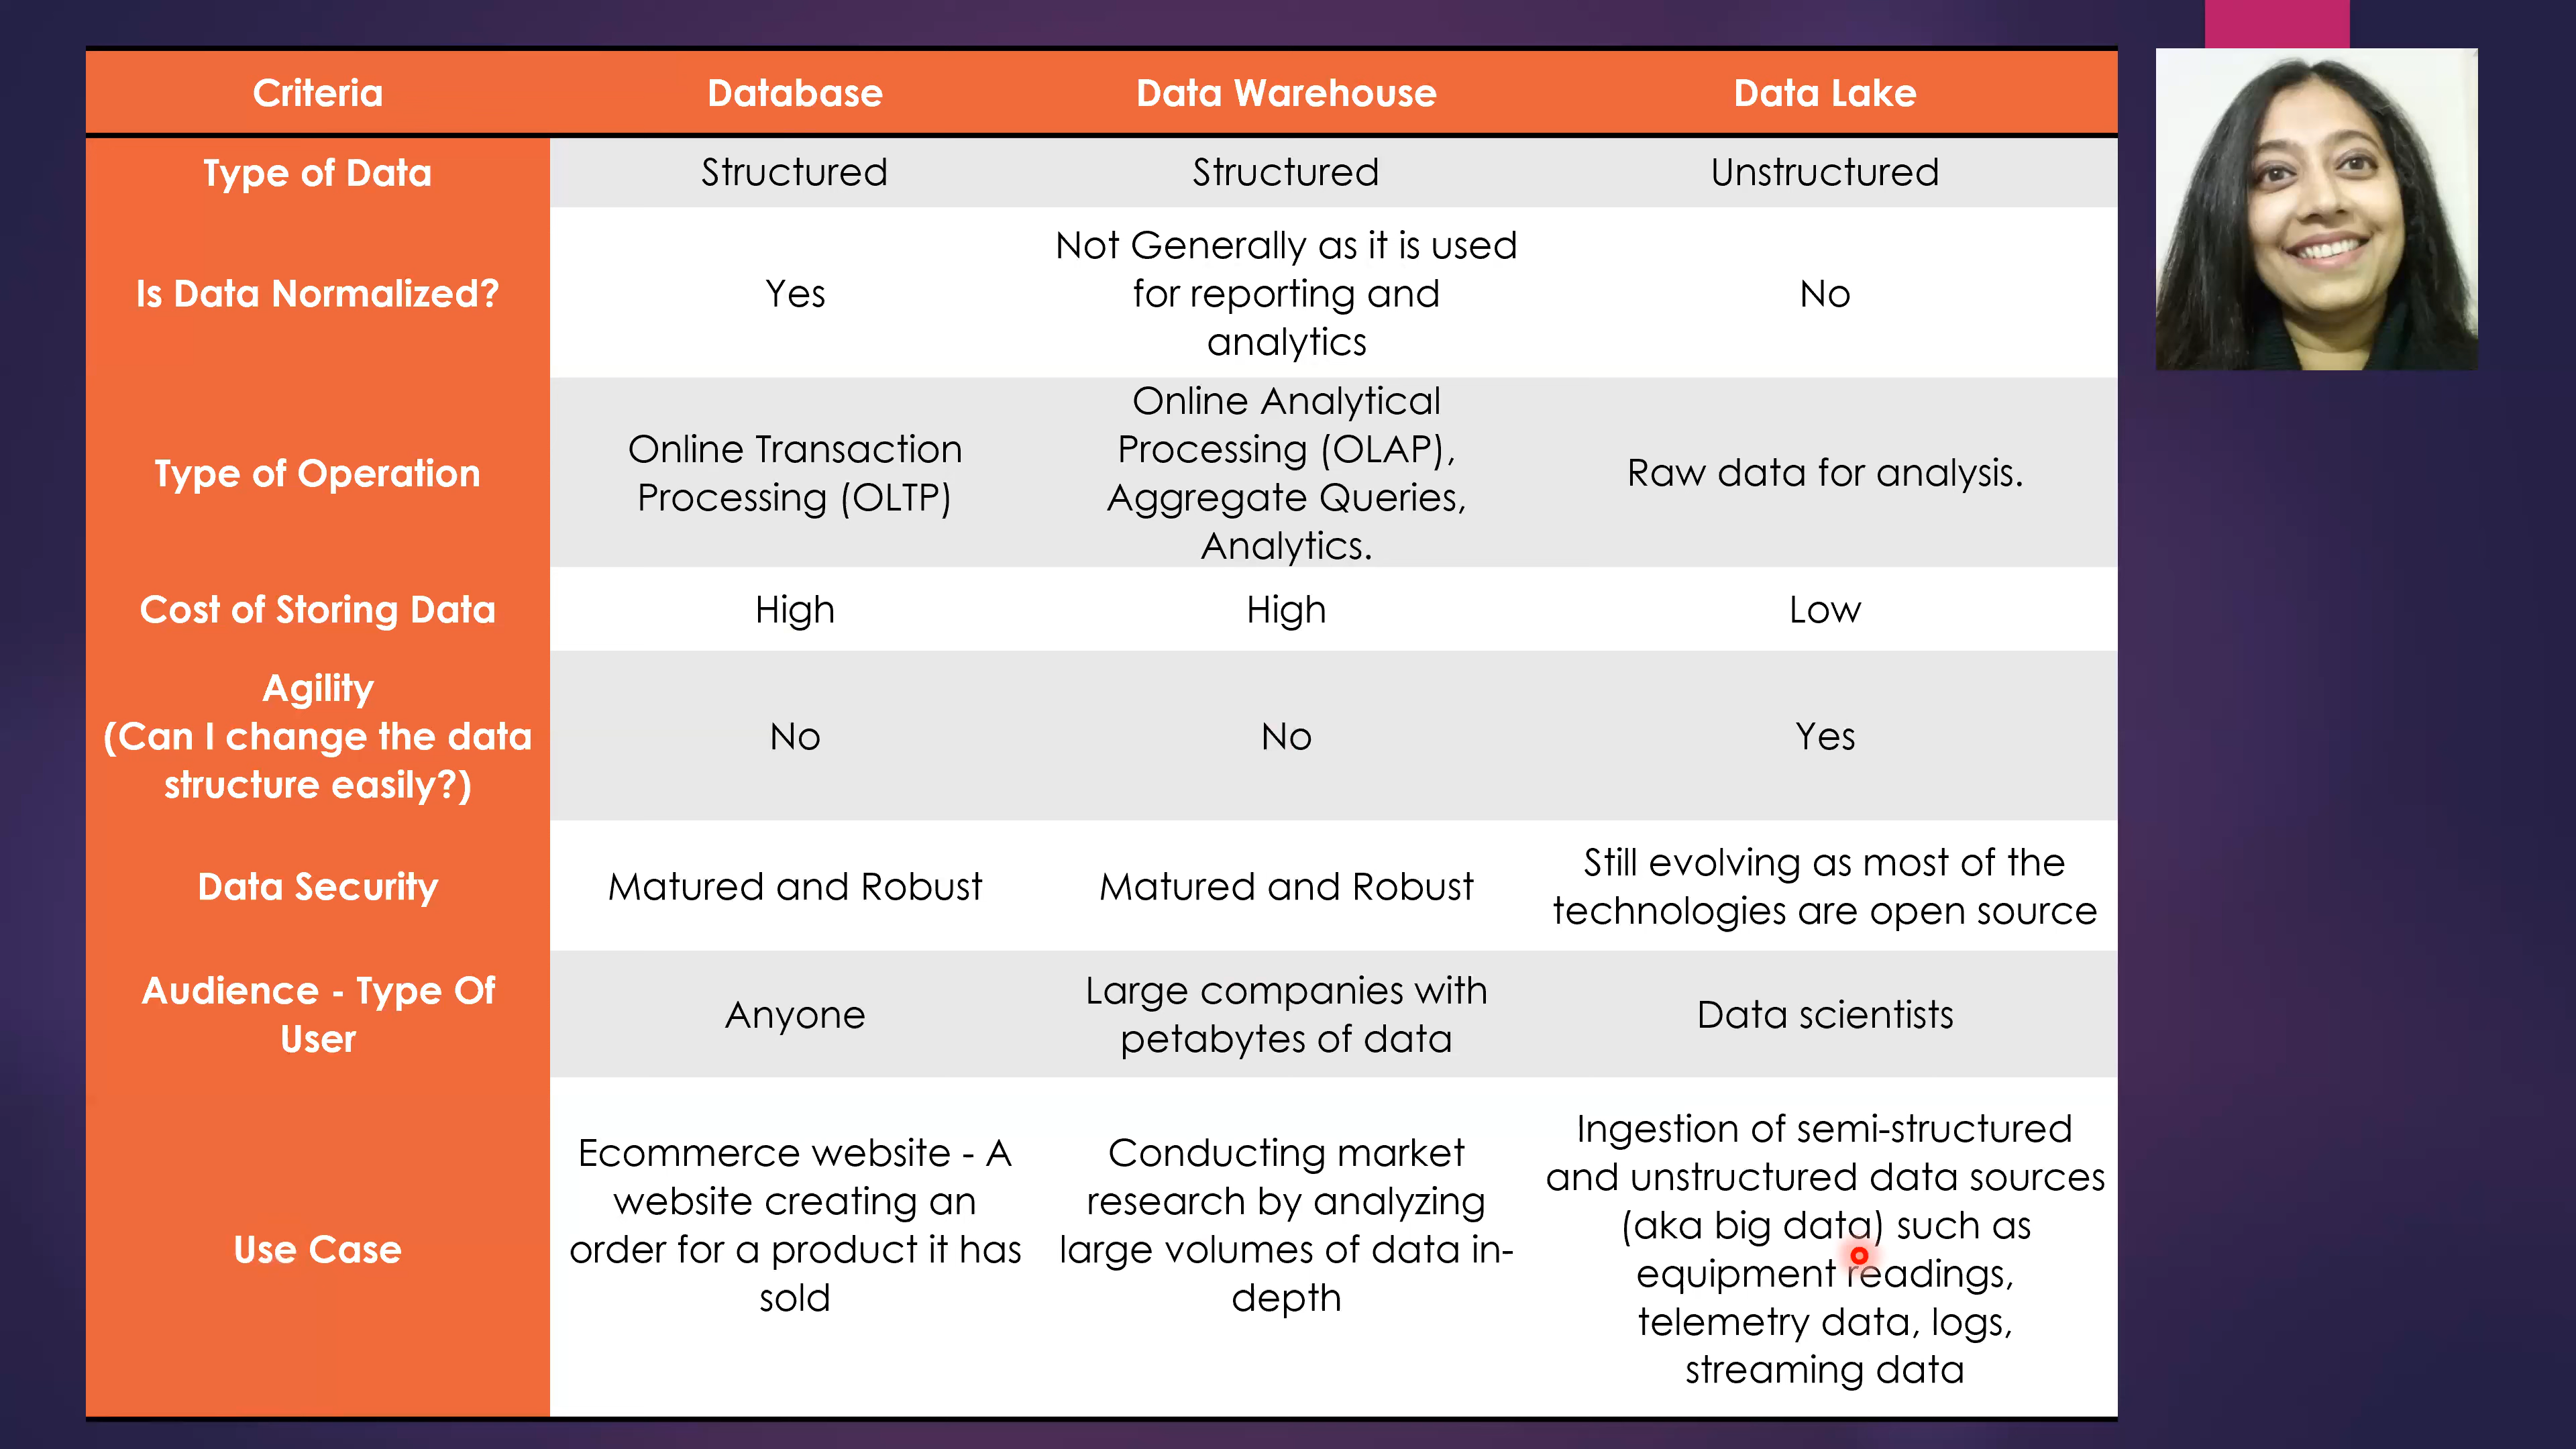 Criteria Database Data Warehouse Data Lake
Type of Data Structured Structured Unstructured
Is Data Normalized? Yes Not Generally as it is used
for reporting and
analytics No
Type of Operation Online Transaction
Processing (OLTP) Online Analytical
Processing (OLAP),
Aggregate Queries,
Analytics. Raw data for analysis.
Cost of Storing Data High High Low
Agility
(Can I change the data
structure easily?) No No Yes
Data Security Matured and Robust Matured and Robust Still evolving as most of the
technologies are open source
Audience - Type Of
User Anyone Large companies with
petabytes of data Data scientists
Use Case Ecommerce website - A
website creating an
order for a product it has
sold Conducting market
research by analyzing
large volumes of data in-
depth Ingestion of semi-structured
and unstructured data sources
(aka big data) such as
equipment readings,
telemetry data, logs,
streaming data